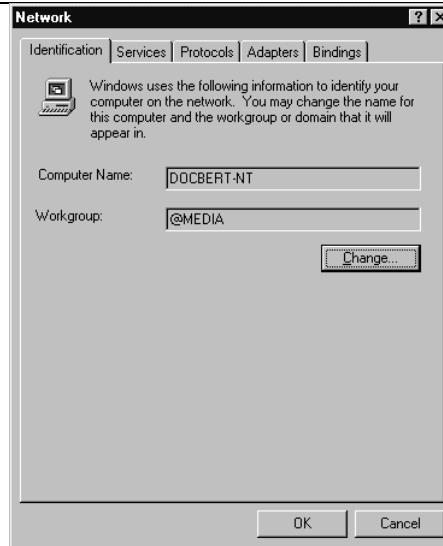 Network
Identification Services Protocols Adapters Bindings
Windows uses the following information to identify your
computer on the network. You may change the name for
this computer and the workgroup or domain that it will
appear in.
Computer Name: DOCBERT-NT
Workgroup: @MEDIA
Change...
OK Cancel